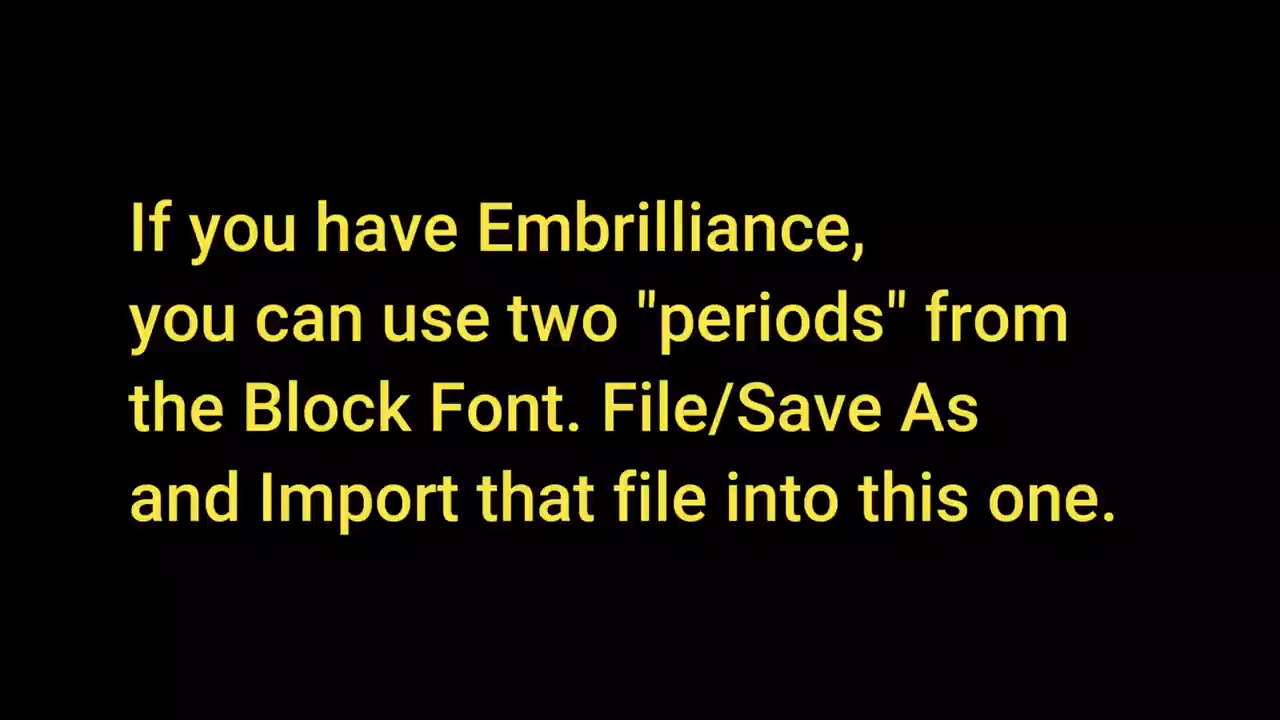 If you have Embrilliance,
you can use two "periods" from
the Block Font. File/Save As
and Import that file into this one.